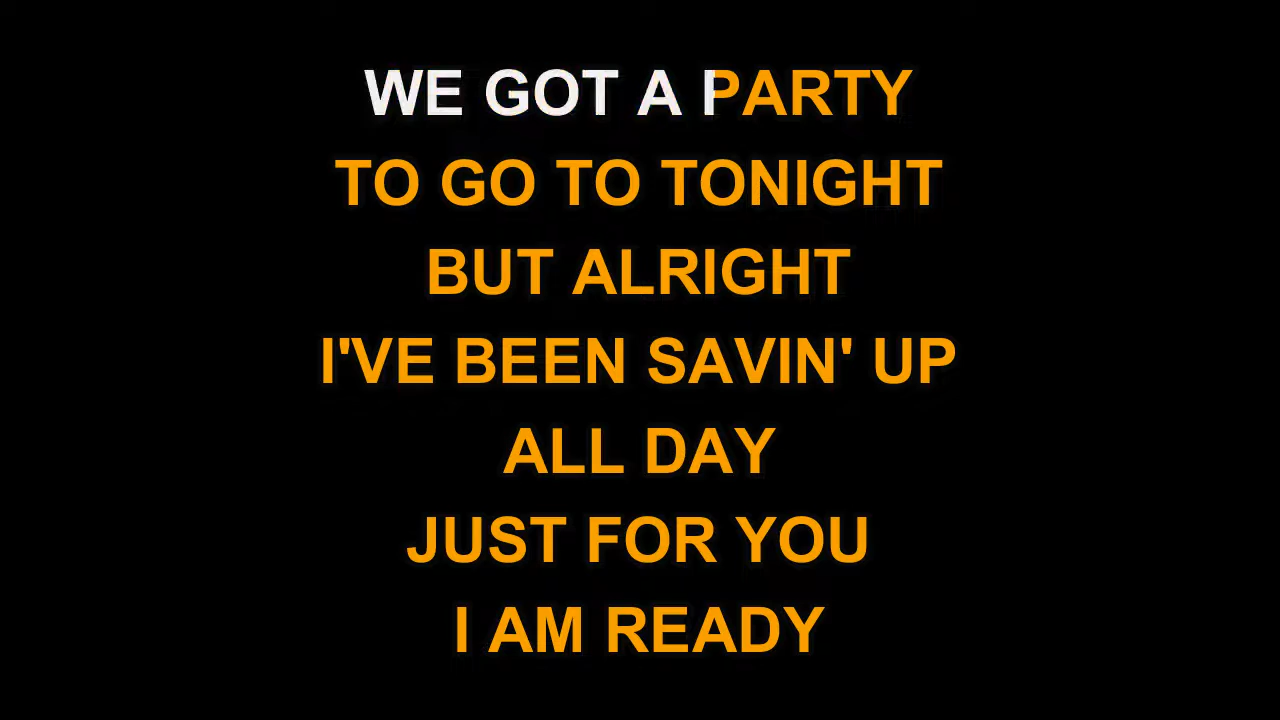 WE GOT A PARTY
TO GO TO TONIGHT
BUT ALRIGHT
I'VE BEEN SAVIN' UP
ALL DAY
JUST FOR YOU
I AM READY